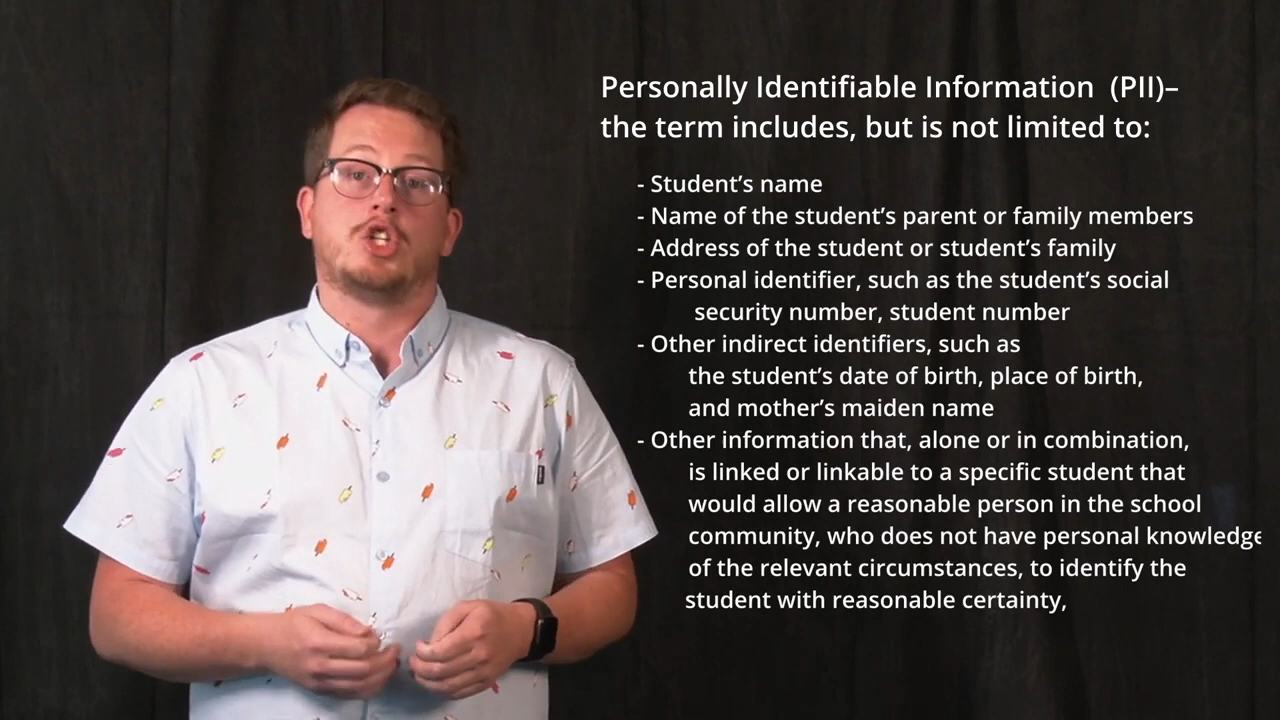 Personally Identifiable Information (PII)–
the term includes, but is not limited to:
- Student’s name
- Name of the student’s parent or family members
- Address of the student or student’s family
- Personal identifier, such as the student’s social
security number, student number
- Other indirect identifiers, such as
the student’s date of birth, place of birth,
and mother’s maiden name
- Other information that, alone or in combination,
is linked or linkable to a specific student that
would allow a reasonable person in the school
community, who does not have personal knowledge
of the relevant circumstances, to identify the
student with reasonable certainty,